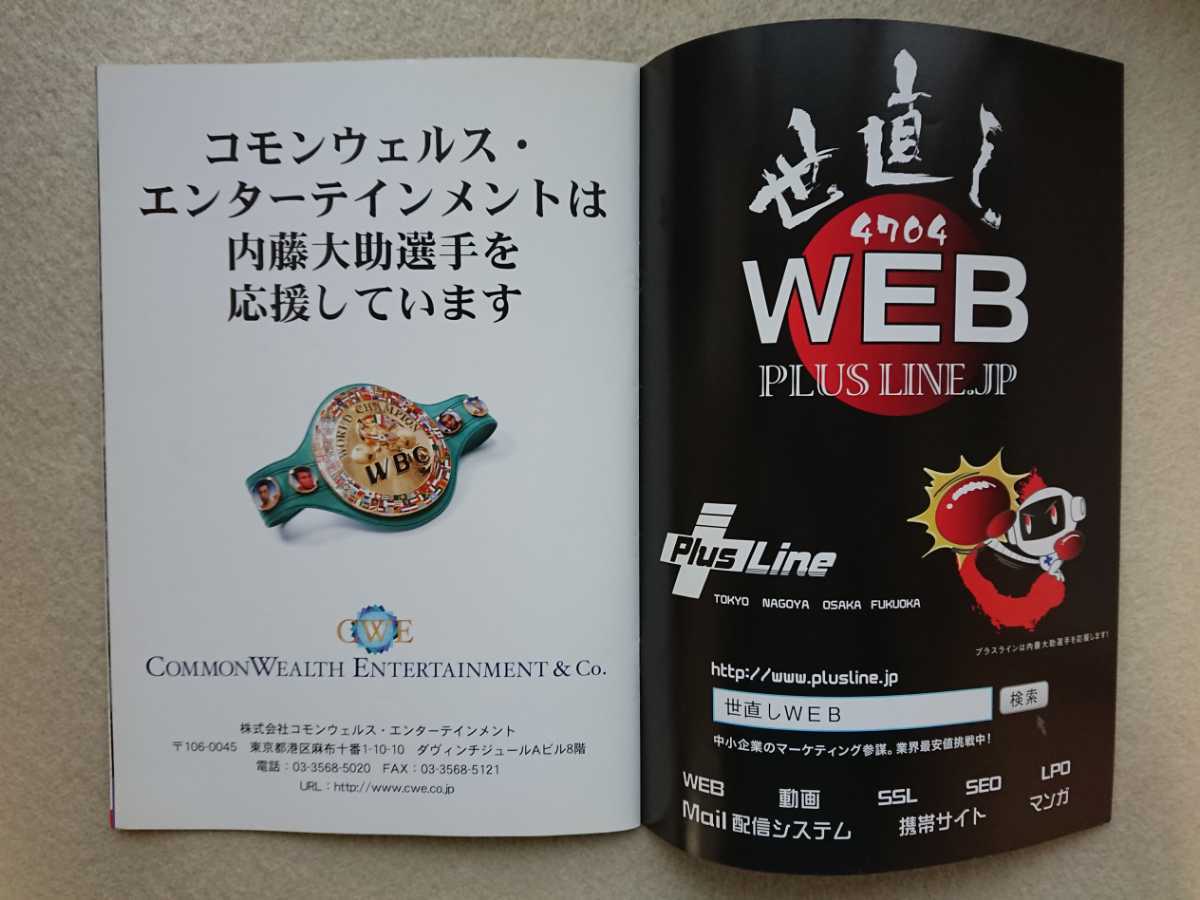 コモンウェルス・
エンターテインメントは
内藤大助選手を
応援しています
WORLD CHAMPION
WBC
CWE
COMMONWEALTH ENTERTAINMENT & Co.
株式会社コモンウェルス・エンターテインメント
〒106-0045 東京都港区麻布十番1-10-10 ダヴィンチジュールAビル8階
電話：03-3568-5020 FAX：03-3568-5121
URL：http://www.cwe.co.jp
世直し
4704
WEB
PLUS LINE.JP
Plus Line
TOKYO NAGOYA OSAKA FUKUOKA
プラスラインは内藤大助選手を応援します!
http://www.plusline.jp
世直しWEB 検索
中小企業のマーケティング参謀。業界最安値挑戦中!
WEB 動画 SSL SEO LPO
Mail配信システム 携帯サイト マンガ